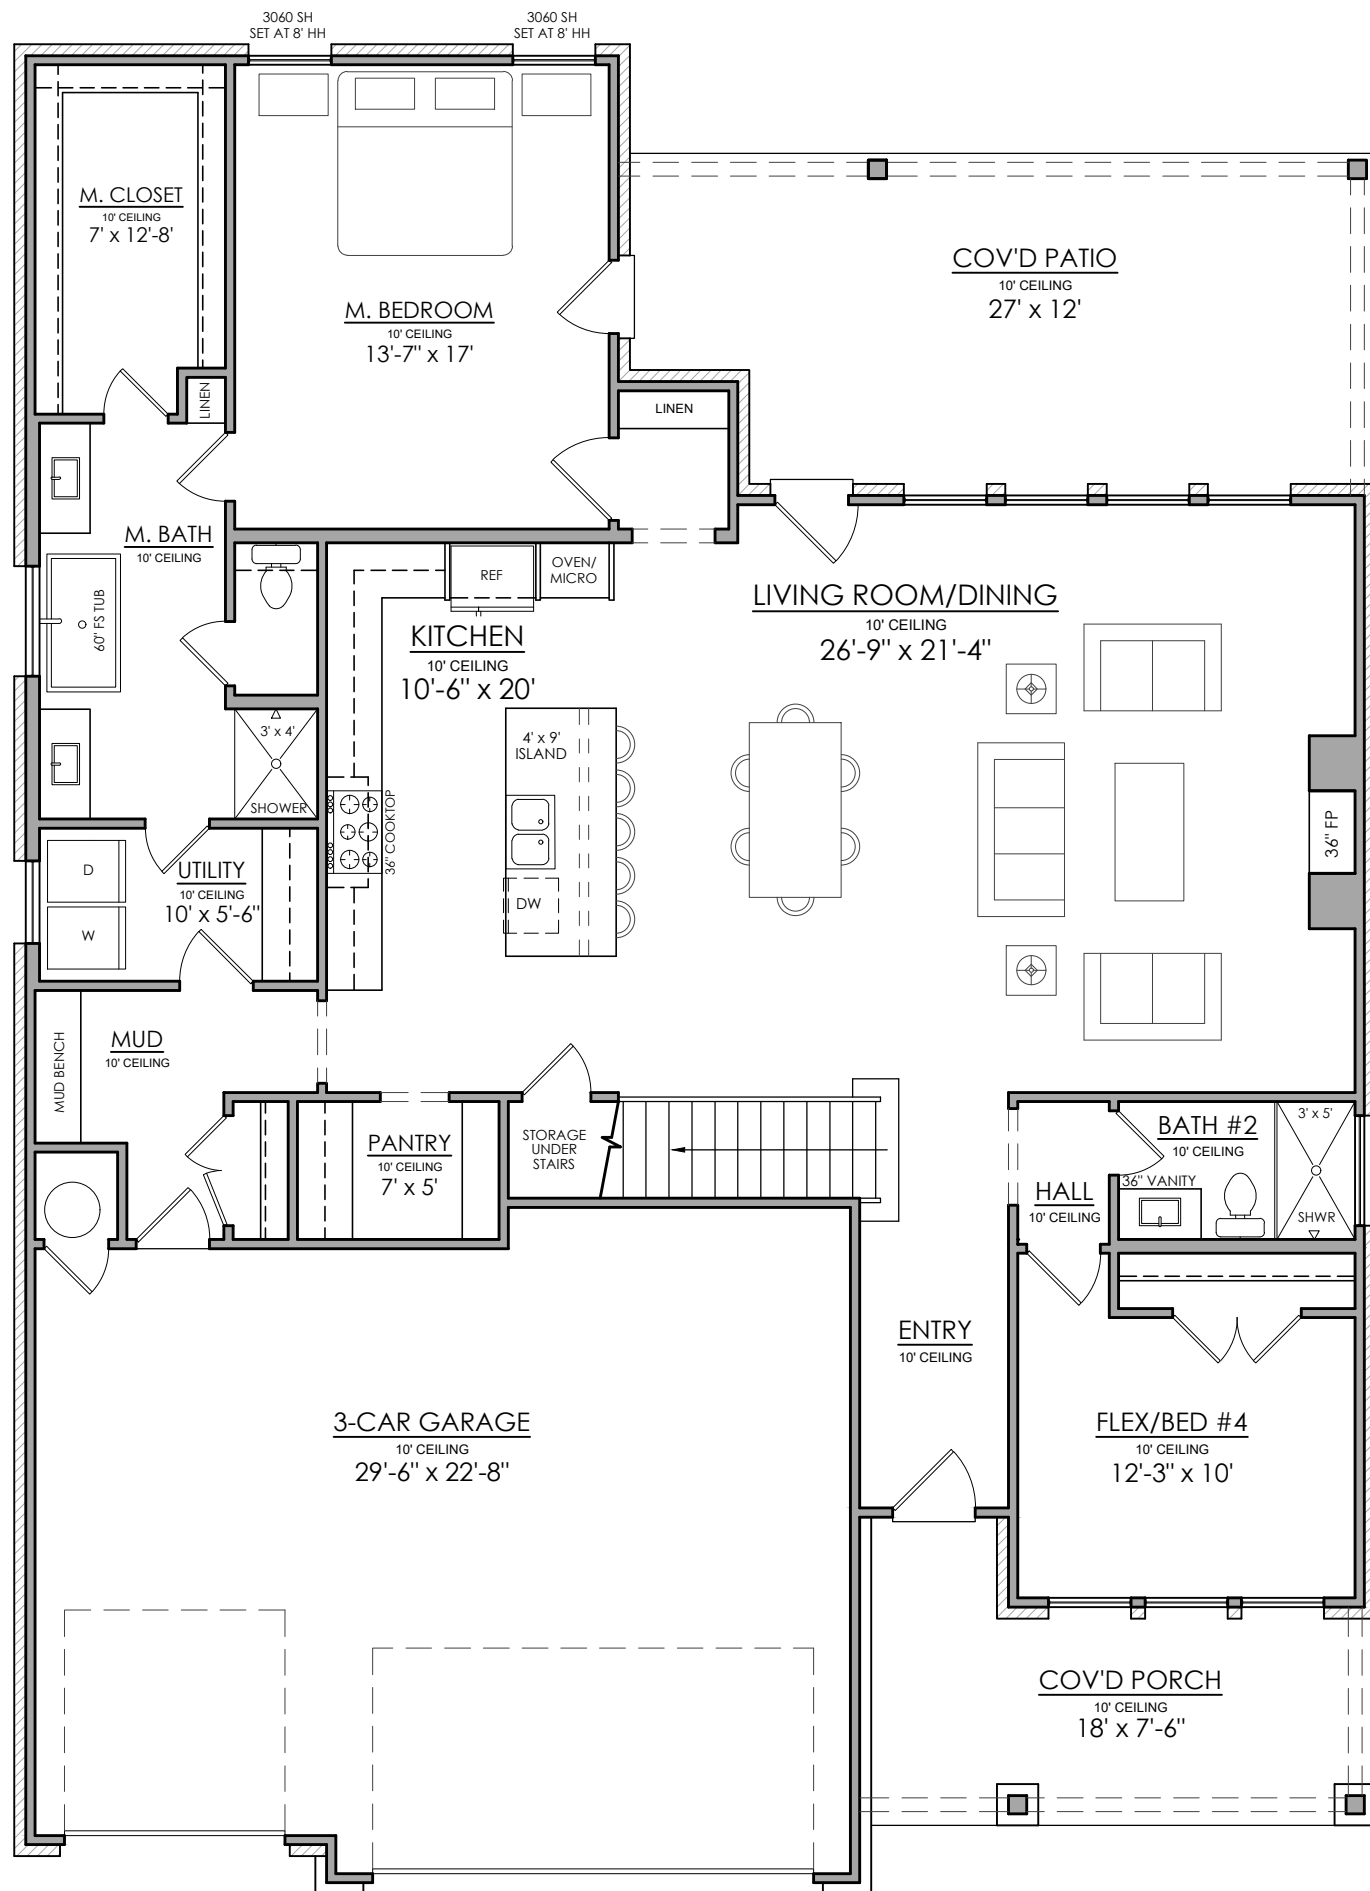 3060 SH
SET AT 8' HH
3060 SH
SET AT 8' HH
M. CLOSET
10' CEILING
7' x 12'-8"
M. BEDROOM
10' CEILING
13'-7" x 17'
COV'D PATIO
10' CEILING
27' x 12'
LINEN
LINEN
M. BATH
10' CEILING
60" FS TUB
REF
OVEN/
MICRO
KITCHEN
10' CEILING
10'-6" x 20'
LIVING ROOM/DINING
10' CEILING
26'-9" x 21'-4"
3' x 4'
SHOWER
4' x 9'
ISLAND
DW
36" COOKTOP
36" FP
D
W
UTILITY
10' CEILING
10' x 5'-6"
MUD BENCH
MUD
10' CEILING
PANTRY
10' CEILING
7' x 5'
STORAGE
UNDER
STAIRS
BATH #2
10' CEILING
3' x 5'
36" VANITY
SHWR
HALL
10' CEILING
ENTRY
10' CEILING
3-CAR GARAGE
10' CEILING
29'-6" x 22'-8"
FLEX/BED #4
10' CEILING
12'-3" x 10'
COV'D PORCH
10' CEILING
18' x 7'-6"